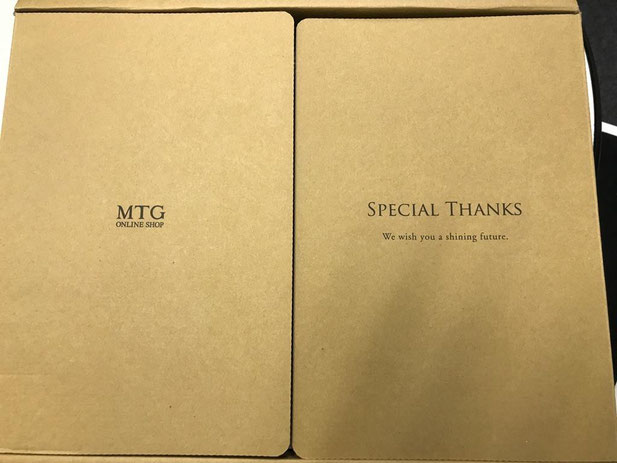 MTG
ONLINE SHOP
SPECIAL THANKS
We wish you a shining future.